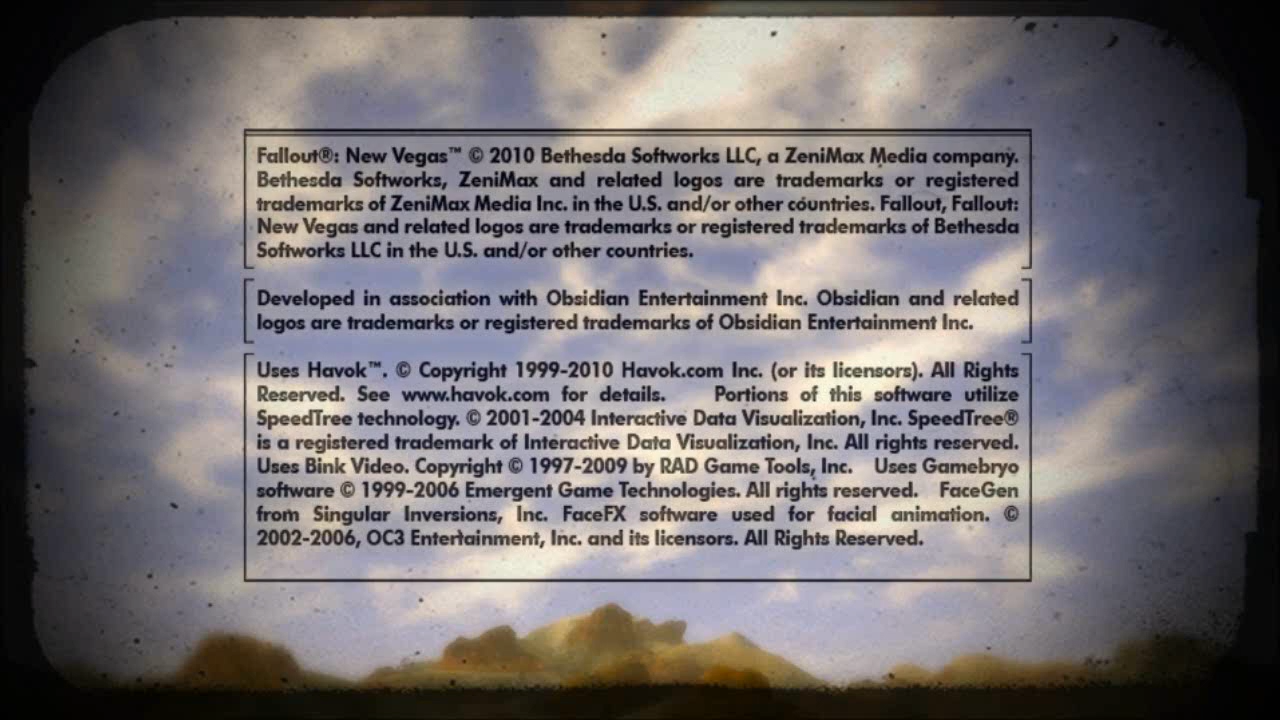 Fallout®: New Vegas™ © 2010 Bethesda Softworks LLC, a ZeniMax Media company.
Bethesda Softworks, ZeniMax and related logos are trademarks or registered
trademarks of ZeniMax Media Inc. in the U.S. and/or other countries. Fallout, Fallout:
New Vegas and related logos are trademarks or registered trademarks of Bethesda
Softworks LLC in the U.S. and/or other countries.
Developed in association with Obsidian Entertainment Inc. Obsidian and related
logos are trademarks or registered trademarks of Obsidian Entertainment Inc.
Uses Havok™. © Copyright 1999-2010 Havok.com Inc. (or its licensors). All Rights
Reserved. See www.havok.com for details. Portions of this software utilize
SpeedTree technology. © 2001-2004 Interactive Data Visualization, Inc. SpeedTree®
is a registered trademark of Interactive Data Visualization, Inc. All rights reserved.
Uses Bink Video. Copyright © 1997-2009 by RAD Game Tools, Inc. Uses Gamebryo
software © 1999-2006 Emergent Game Technologies. All rights reserved. FaceGen
from Singular Inversions, Inc. FaceFX software used for facial animation. ©
2002-2006, OC3 Entertainment, Inc. and its licensors. All Rights Reserved.